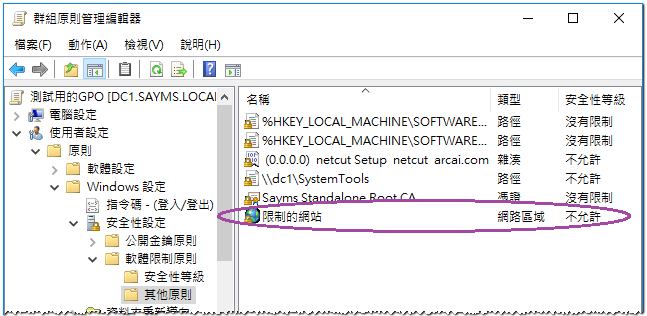 群組原則管理編輯器
檔案(F) 動作(A) 檢視(V) 說明(H)
測試用的GPO [DC1.SAYMS.LOCAL
電腦設定
使用者設定
原則
軟體設定
Windows 設定
指令碼 - (登入/登出)
安全性設定
公開金鑰原則
軟體限制原則
安全性等級
其他原則
名稱 類型 安全性等級
%HKEY_LOCAL_MACHINE\SOFTWARE... 路徑 沒有限制
%HKEY_LOCAL_MACHINE\SOFTWARE... 路徑 沒有限制
(0.0.0.0) netcut Setup netcut arcai.com 雜湊 不允許
\\dc1\SystemTools 路徑 不允許
Sayms Standalone Root CA 憑證 沒有限制
限制的網站 網路區域 不允許